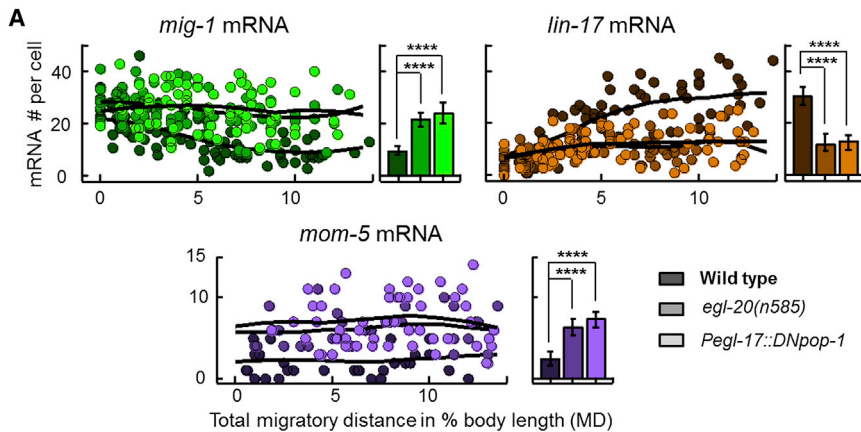 A
mig-1 mRNA
lin-17 mRNA
mRNA # per cell
40
20
0
0
5
10
****
****
0
5
10
****
****
mom-5 mRNA
15
10
5
0
0
5
10
****
****
Total migratory distance in % body length (MD)
Wild type
egl-20(n585)
Pegl-17::DNpop-1